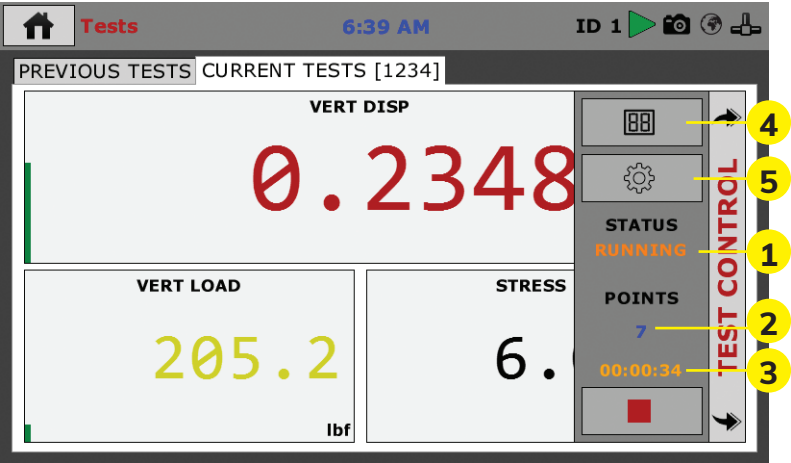 Tests 6:39 AM ID 1
PREVIOUS TESTS CURRENT TESTS [1234]
VERT DISP
0.2348
VERT LOAD
205.2
lbf
STRESS
6.
88
STATUS
RUNNING
POINTS
7
00:00:34
TEST CONTROL
4
5
1
2
3